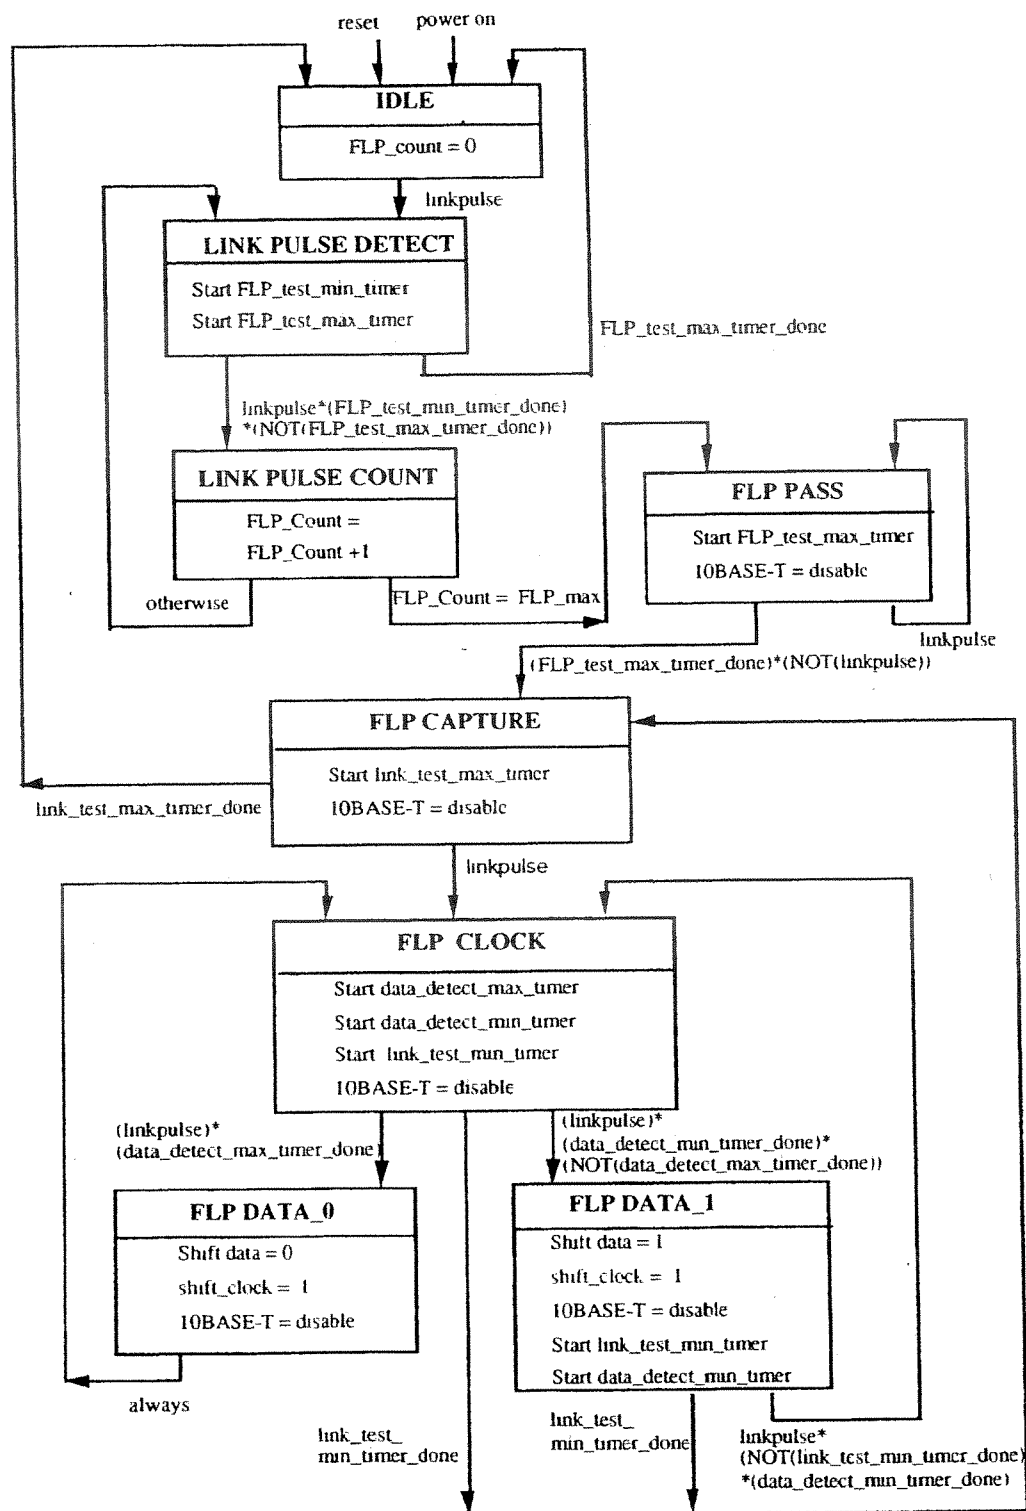 reset
power on
IDLE
FLP_count = 0
linkpulse
LINK PULSE DETECT
Start FLP_test_min_timer
Start FLP_test_max_timer
FLP_test_max_timer_done
linkpulse*(FLP_test_min_timer_done)
*(NOT(FLP_test_max_timer_done))
LINK PULSE COUNT
FLP_Count =
FLP_Count +1
otherwise
FLP_Count = FLP_max
FLP PASS
Start FLP_test_max_timer
10BASE-T = disable
linkpulse
(FLP_test_max_timer_done)*(NOT(linkpulse))
FLP CAPTURE
Start link_test_max_timer
10BASE-T = disable
link_test_max_timer_done
linkpulse
FLP CLOCK
Start data_detect_max_timer
Start data_detect_min_timer
Start link_test_min_timer
10BASE-T = disable
(linkpulse)*
(data_detect_max_timer_done)
(linkpulse)*
(data_detect_min_timer_done)*
(NOT(data_detect_max_timer_done))
FLP DATA_0
Shift data = 0
shift_clock = 1
10BASE-T = disable
always
FLP DATA_1
Shift data = 1
shift_clock = 1
10BASE-T = disable
Start link_test_min_timer
Start data_detect_min_timer
link_test_
min_timer_done
link_test_
min_timer_done
linkpulse*
(NOT(link_test_min_timer_done)
*(data_detect_min_timer_done)